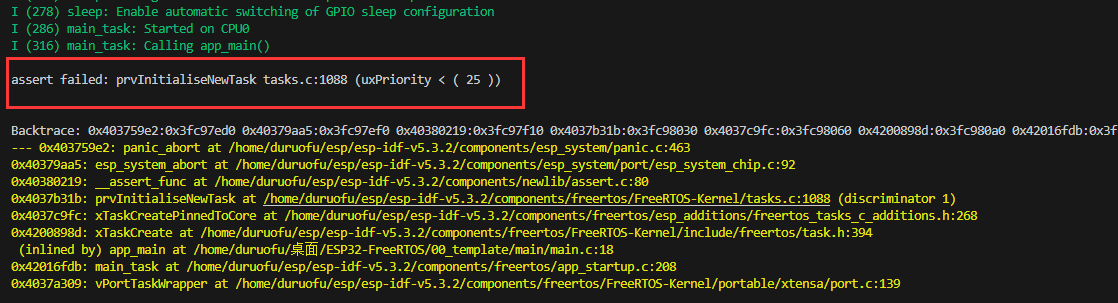 I (278) sleep: Enable automatic switching of GPIO sleep configuration
I (286) main_task: Started on CPU0
I (316) main_task: Calling app_main()
assert failed: prvInitialiseNewTask tasks.c:1088 (uxPriority < ( 25 ))
Backtrace: 0x403759e2:0x3fc97ed0 0x40379aa5:0x3fc97ef0 0x40380219:0x3fc97f10 0x4037b31b:0x3fc98030 0x4037c9fc:0x3fc98060 0x4200898d:0x3fc980a0 0x42016fdb:0x3f
--- 0x403759e2: panic_abort at /home/duruofu/esp/esp-idf-v5.3.2/components/esp_system/panic.c:463
0x40379aa5: esp_system_abort at /home/duruofu/esp/esp-idf-v5.3.2/components/esp_system/port/esp_system_chip.c:92
0x40380219: __assert_func at /home/duruofu/esp/esp-idf-v5.3.2/components/newlib/assert.c:80
0x4037b31b: prvInitialiseNewTask at /home/duruofu/esp/esp-idf-v5.3.2/components/freertos/FreeRTOS-Kernel/tasks.c:1088 (discriminator 1)
0x4037c9fc: xTaskCreatePinnedToCore at /home/duruofu/esp/esp-idf-v5.3.2/components/freertos/esp_additions/freertos_tasks_c_additions.h:268
0x4200898d: xTaskCreate at /home/duruofu/esp/esp-idf-v5.3.2/components/freertos/FreeRTOS-Kernel/include/freertos/task.h:394
(inlined by) app_main at /home/duruofu/桌面/ESP32-FreeRTOS/00_template/main/main.c:18
0x42016fdb: main_task at /home/duruofu/esp/esp-idf-v5.3.2/components/freertos/app_startup.c:208
0x4037a309: vPortTaskWrapper at /home/duruofu/esp/esp-idf-v5.3.2/components/freertos/FreeRTOS-Kernel/portable/xtensa/port.c:139